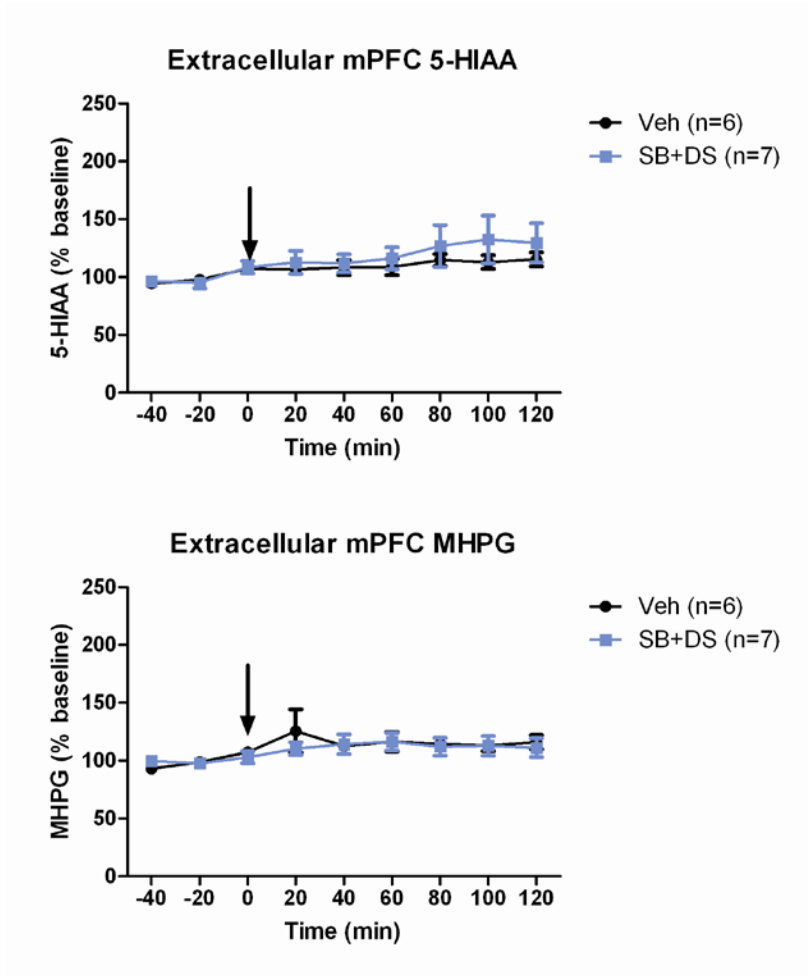 Extracellular mPFC 5-HIAA
5-HIAA (% baseline)
250
200
150
100
50
0
-40 -20 0 20 40 60 80 100 120
Time (min)
Veh (n=6)
SB+DS (n=7)
Extracellular mPFC MHPG
MHPG (% baseline)
250
200
150
100
50
0
-40 -20 0 20 40 60 80 100 120
Time (min)
Veh (n=6)
SB+DS (n=7)